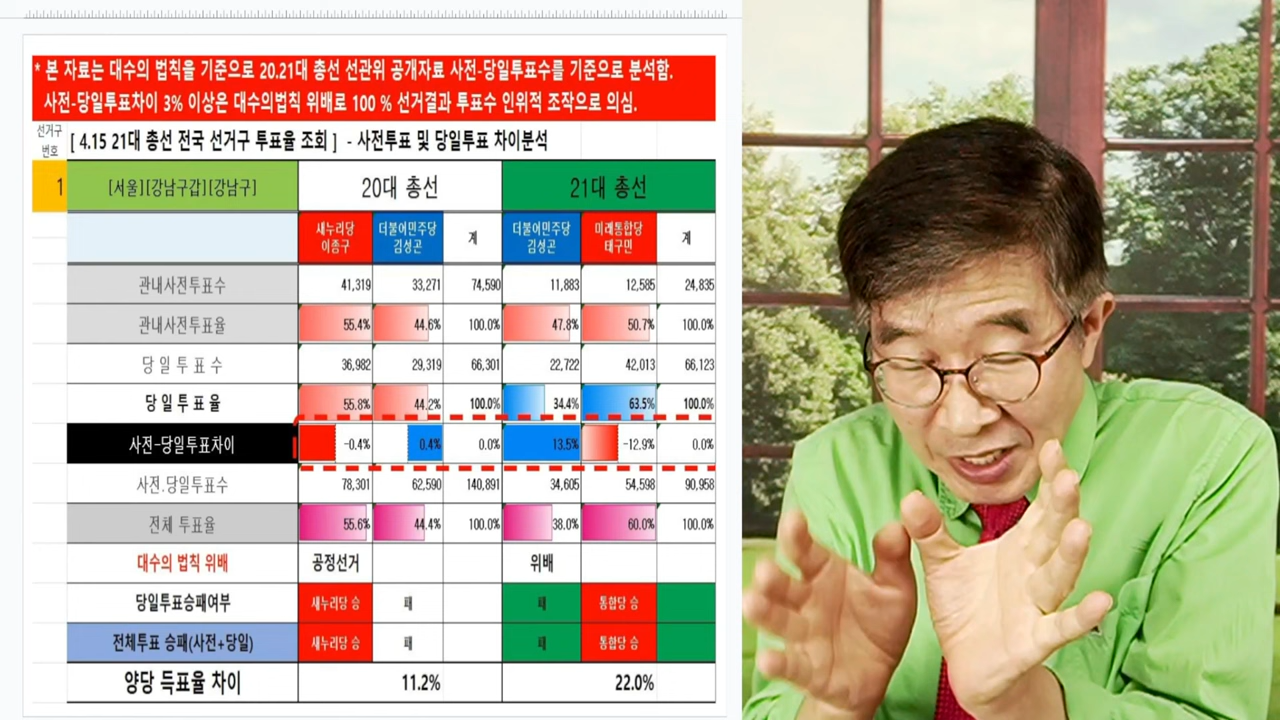 * 본 자료는 대수의 법칙을 기준으로 20.21대 총선 선관위 공개자료 사전-당일투표수를 기준으로 분석함.
사전-당일투표차이 3% 이상은 대수의법칙 위배로 100 % 선거결과 투표수 인위적 조작으로 의심.
선거구 번호 [ 4.15 21대 총선 전국 선거구 투표율 조회 ] - 사전투표 및 당일투표 차이분석
1 [서울][강남구갑][강남구] 20대 총선 21대 총선
새누리당 더불어민주당 계 더불어민주당 미래통합당 계
이종구 김성곤 김성곤 태구민
관내사전투표수 41,319 33,271 74,590 11,883 12,585 24,835
관내사전투표율 55.4% 44.6% 100.0% 47.8% 50.7% 100.0%
당 일 투 표 수 36,982 29,319 66,301 22,722 42,013 66,123
당 일 투 표 율 55.8% 44.2% 100.0% 34.4% 63.5% 100.0%
사전-당일투표차이 -0.4% 0.4% 0.0% 13.5% -12.9% 0.0%
사전.당일투표수 78,301 62,590 140,891 34,605 54,598 90,958
전체 투표율 55.6% 44.4% 100.0% 38.0% 60.0% 100.0%
대수의 법칙 위배 공정선거 위배
당일투표승패여부 새누리당 승 패 패 통합당 승
전체투표 승패(사전+당일) 새누리당 승 패 패 통합당 승
양당 득표율 차이 11.2% 22.0%